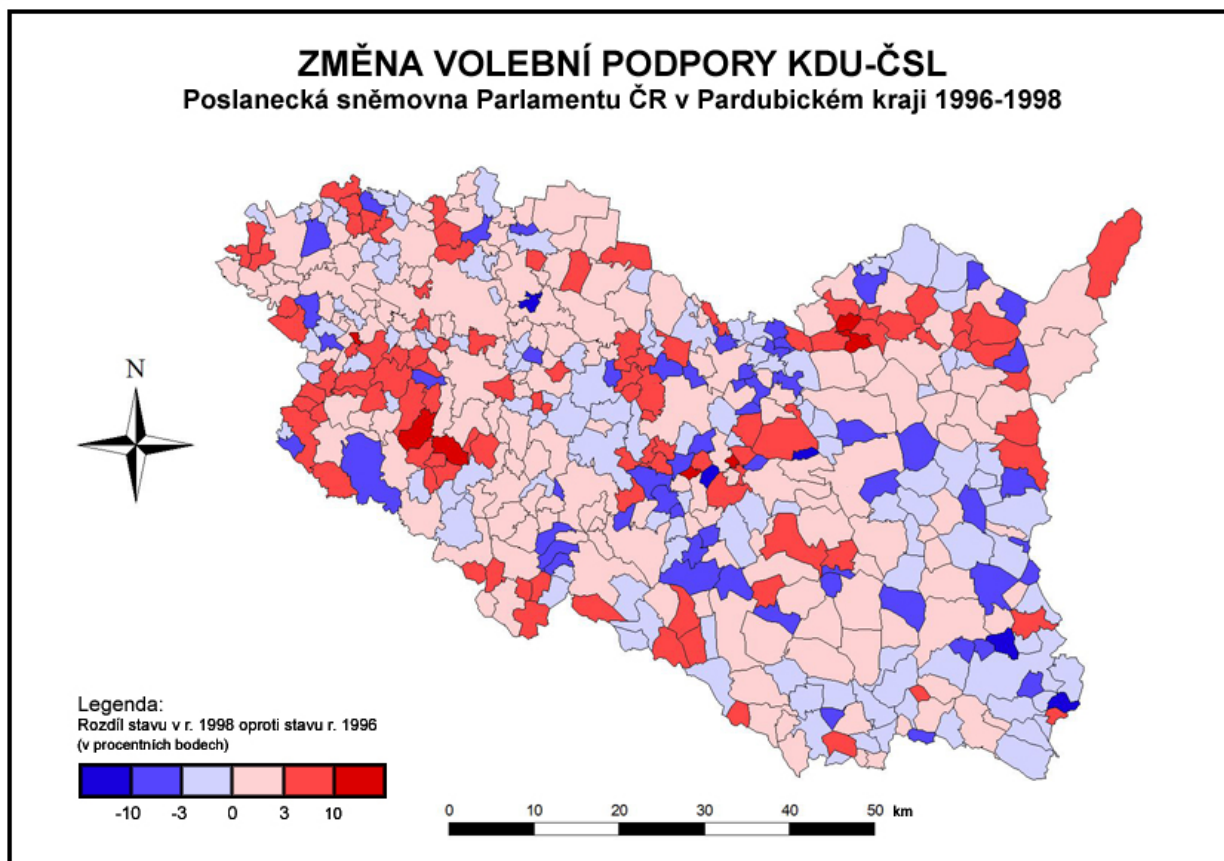 ZMĚNA VOLEBNÍ PODPORY KDU-ČSL
Poslanecká sněmovna Parlamentu ČR v Pardubickém kraji 1996-1998
N
Legenda:
Rozdíl stavu v r. 1998 oproti stavu r. 1996
(v procentních bodech)
-10 -3 0 3 10
0 10 20 30 40 50 km